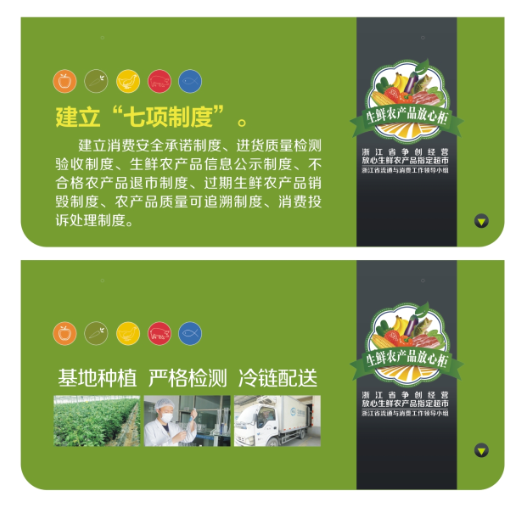 建立“七项制度”。
建立消费安全承诺制度、进货质量检测
验收制度、生鲜农产品信息公示制度、不
合格农产品退市制度、过期生鲜农产品销
毁制度、农产品质量可追溯制度、消费投
诉处理制度。
生鲜农产品放心柜
浙江省争创经营
放心生鲜农产品指定超市
浙江省流通与消费工作领导小组
基地种植 严格检测 冷链配送
生鲜农产品放心柜
浙江省争创经营
放心生鲜农产品指定超市
浙江省流通与消费工作领导小组